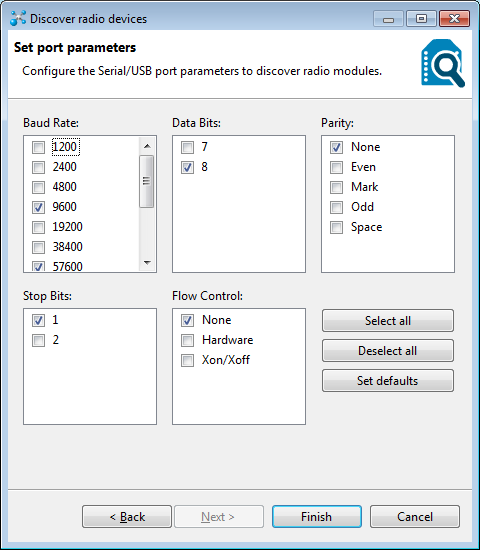 Discover radio devices
Set port parameters
Configure the Serial/USB port parameters to discover radio modules.
Baud Rate:
1200
2400
4800
9600
19200
38400
57600
Data Bits:
7
8
Parity:
None
Even
Mark
Odd
Space
Stop Bits:
1
2
Flow Control:
None
Hardware
Xon/Xoff
Select all
Deselect all
Set defaults
< Back
Next >
Finish
Cancel